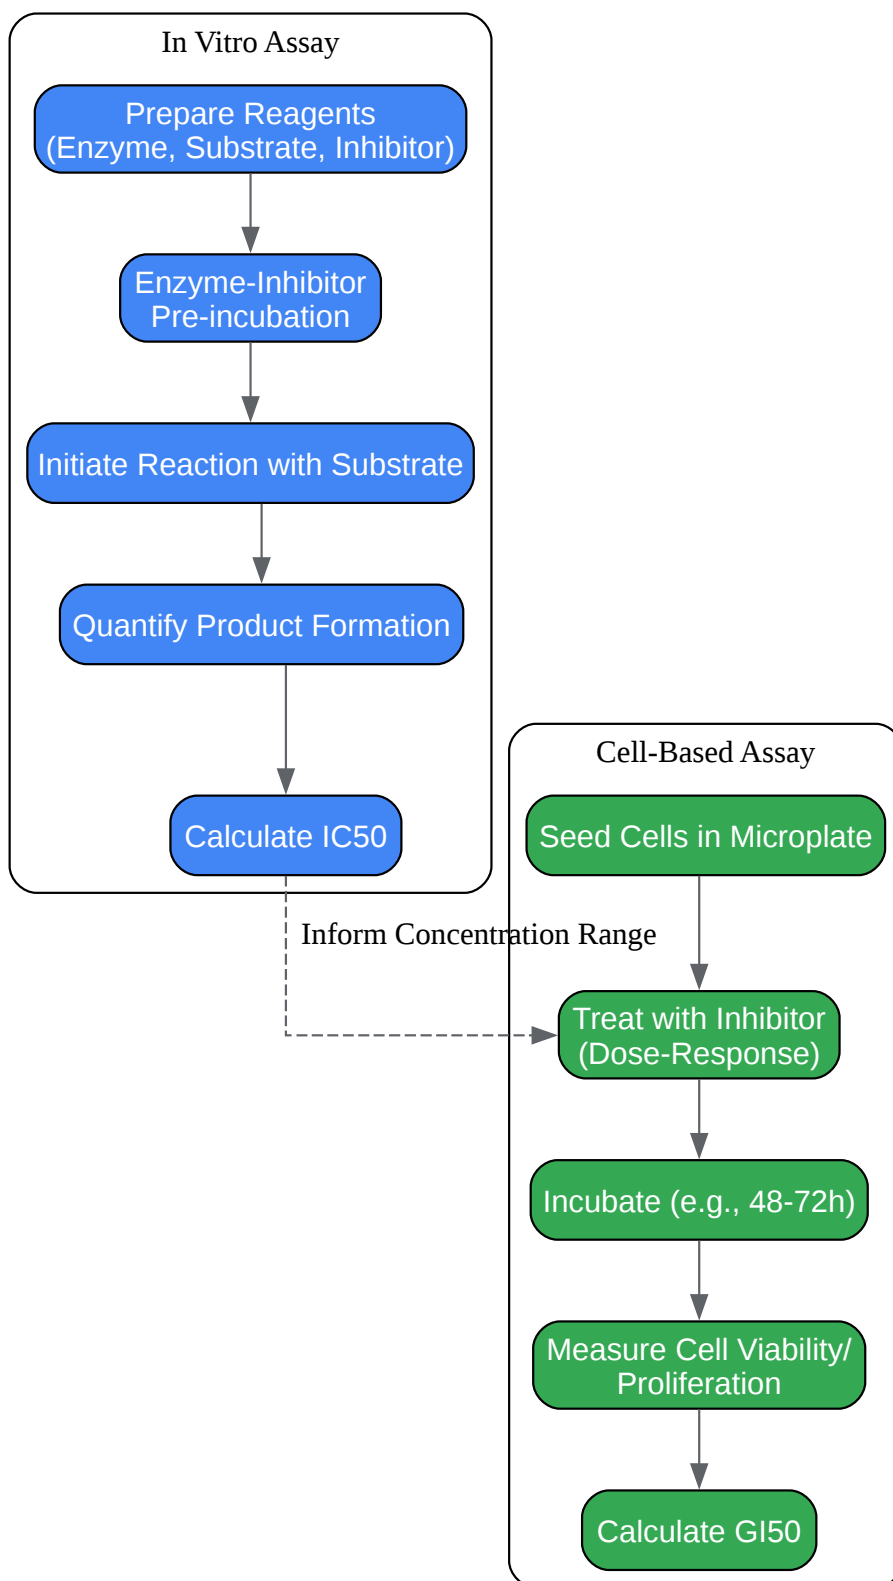 In Vitro Assay
Prepare Reagents
(Enzyme, Substrate, Inhibitor)
Enzyme-Inhibitor
Pre-incubation
Initiate Reaction with Substrate
Quantify Product Formation
Calculate IC50
Inform Concentration Range
Cell-Based Assay
Seed Cells in Microplate
Treat with Inhibitor
(Dose-Response)
Incubate (e.g., 48-72h)
Measure Cell Viability/
Proliferation
Calculate GI50